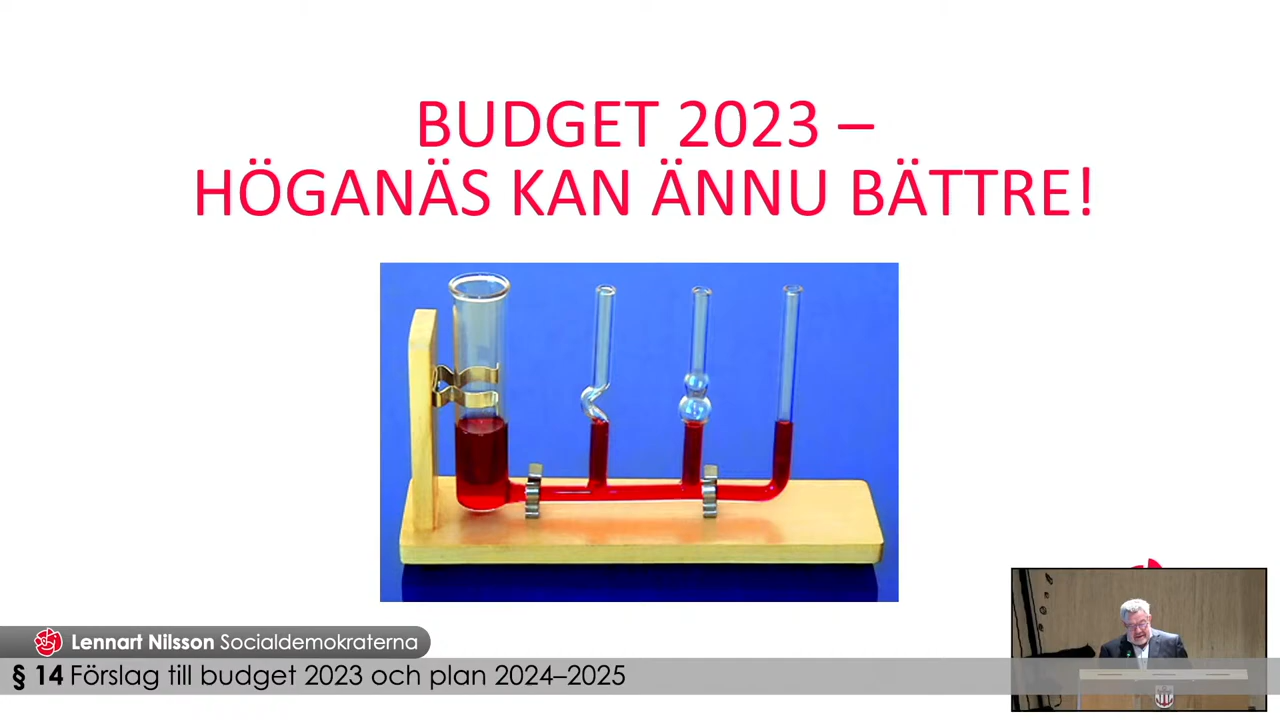 BUDGET 2023 –
HÖGANÄS KAN ÄNNU BÄTTRE!
Lennart Nilsson Socialdemokraterna
§ 14 Förslag till budget 2023 och plan 2024–2025